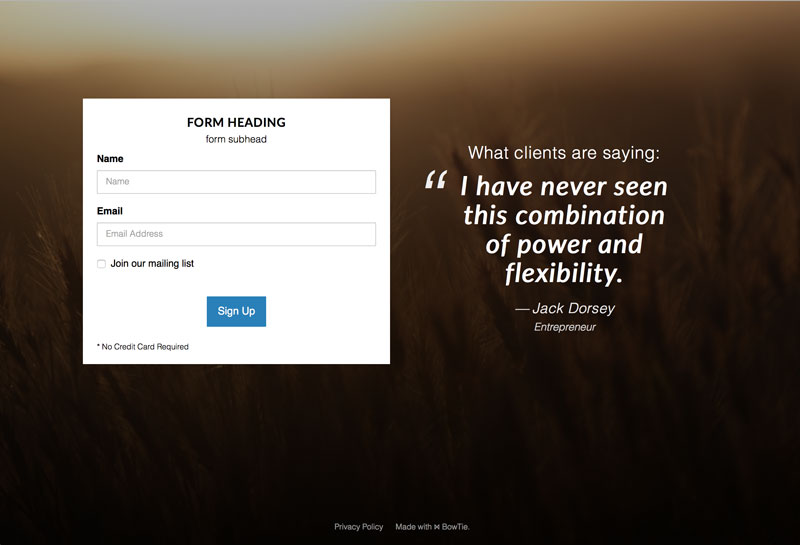 FORM HEADING
form subhead
Name
Name
Email
Email Address
Join our mailing list
Sign Up
* No Credit Card Required
What clients are saying:
“ I have never seen
this combination
of power and
flexibility.
— Jack Dorsey
Entrepreneur
Privacy Policy
Made with ⋈ BowTie.